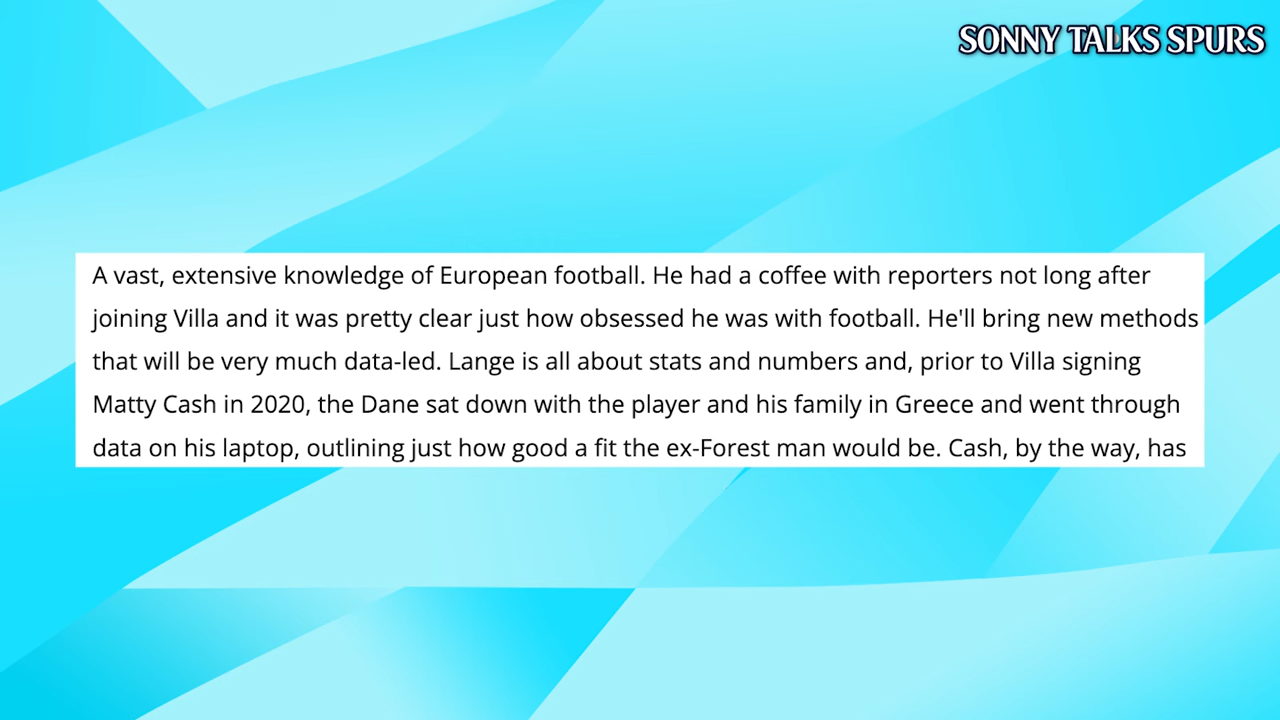 SONNY TALKS SPURS
A vast, extensive knowledge of European football. He had a coffee with reporters not long after
joining Villa and it was pretty clear just how obsessed he was with football. He'll bring new methods
that will be very much data-led. Lange is all about stats and numbers and, prior to Villa signing
Matty Cash in 2020, the Dane sat down with the player and his family in Greece and went through
data on his laptop, outlining just how good a fit the ex-Forest man would be. Cash, by the way, has